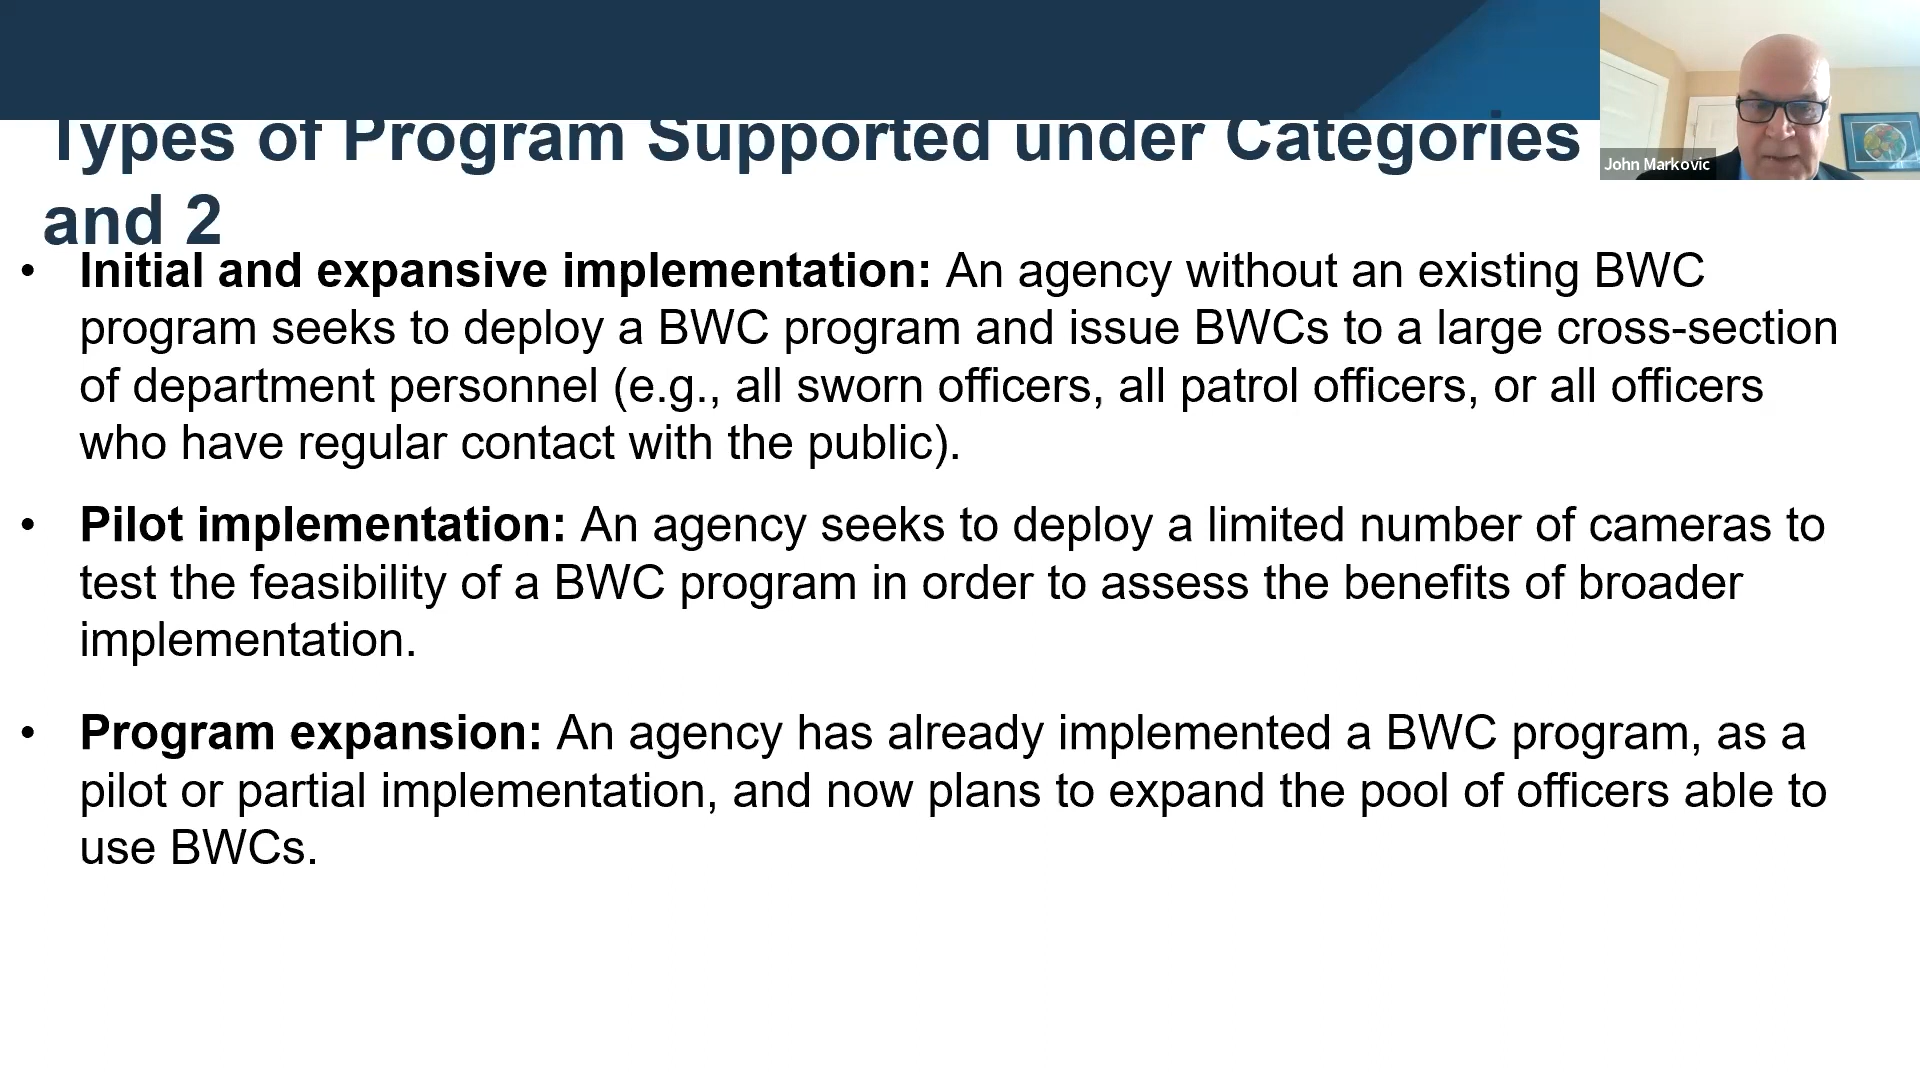 Types of Program Supported under Categories
and 2
John Markovic
• Initial and expansive implementation: An agency without an existing BWC
program seeks to deploy a BWC program and issue BWCs to a large cross-section
of department personnel (e.g., all sworn officers, all patrol officers, or all officers
who have regular contact with the public).
• Pilot implementation: An agency seeks to deploy a limited number of cameras to
test the feasibility of a BWC program in order to assess the benefits of broader
implementation.
• Program expansion: An agency has already implemented a BWC program, as a
pilot or partial implementation, and now plans to expand the pool of officers able to
use BWCs.